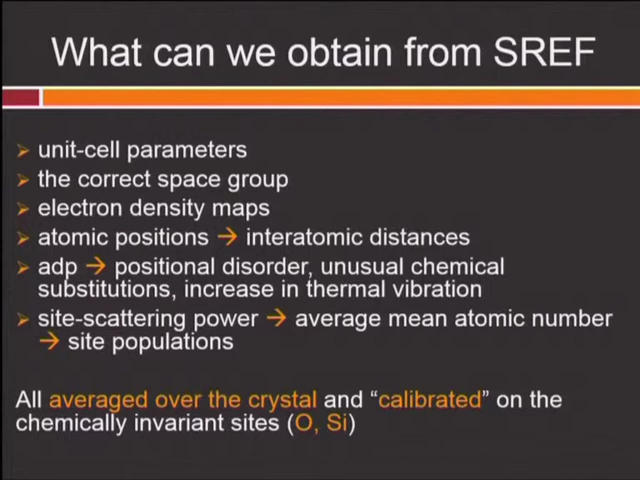 What can we obtain from SREF
➢ unit-cell parameters
➢ the correct space group
➢ electron density maps
➢ atomic positions → interatomic distances
➢ adp → positional disorder, unusual chemical
substitutions, increase in thermal vibration
➢ site-scattering power → average mean atomic number
→ site populations
All averaged over the crystal and “calibrated” on the
chemically invariant sites (O, Si)